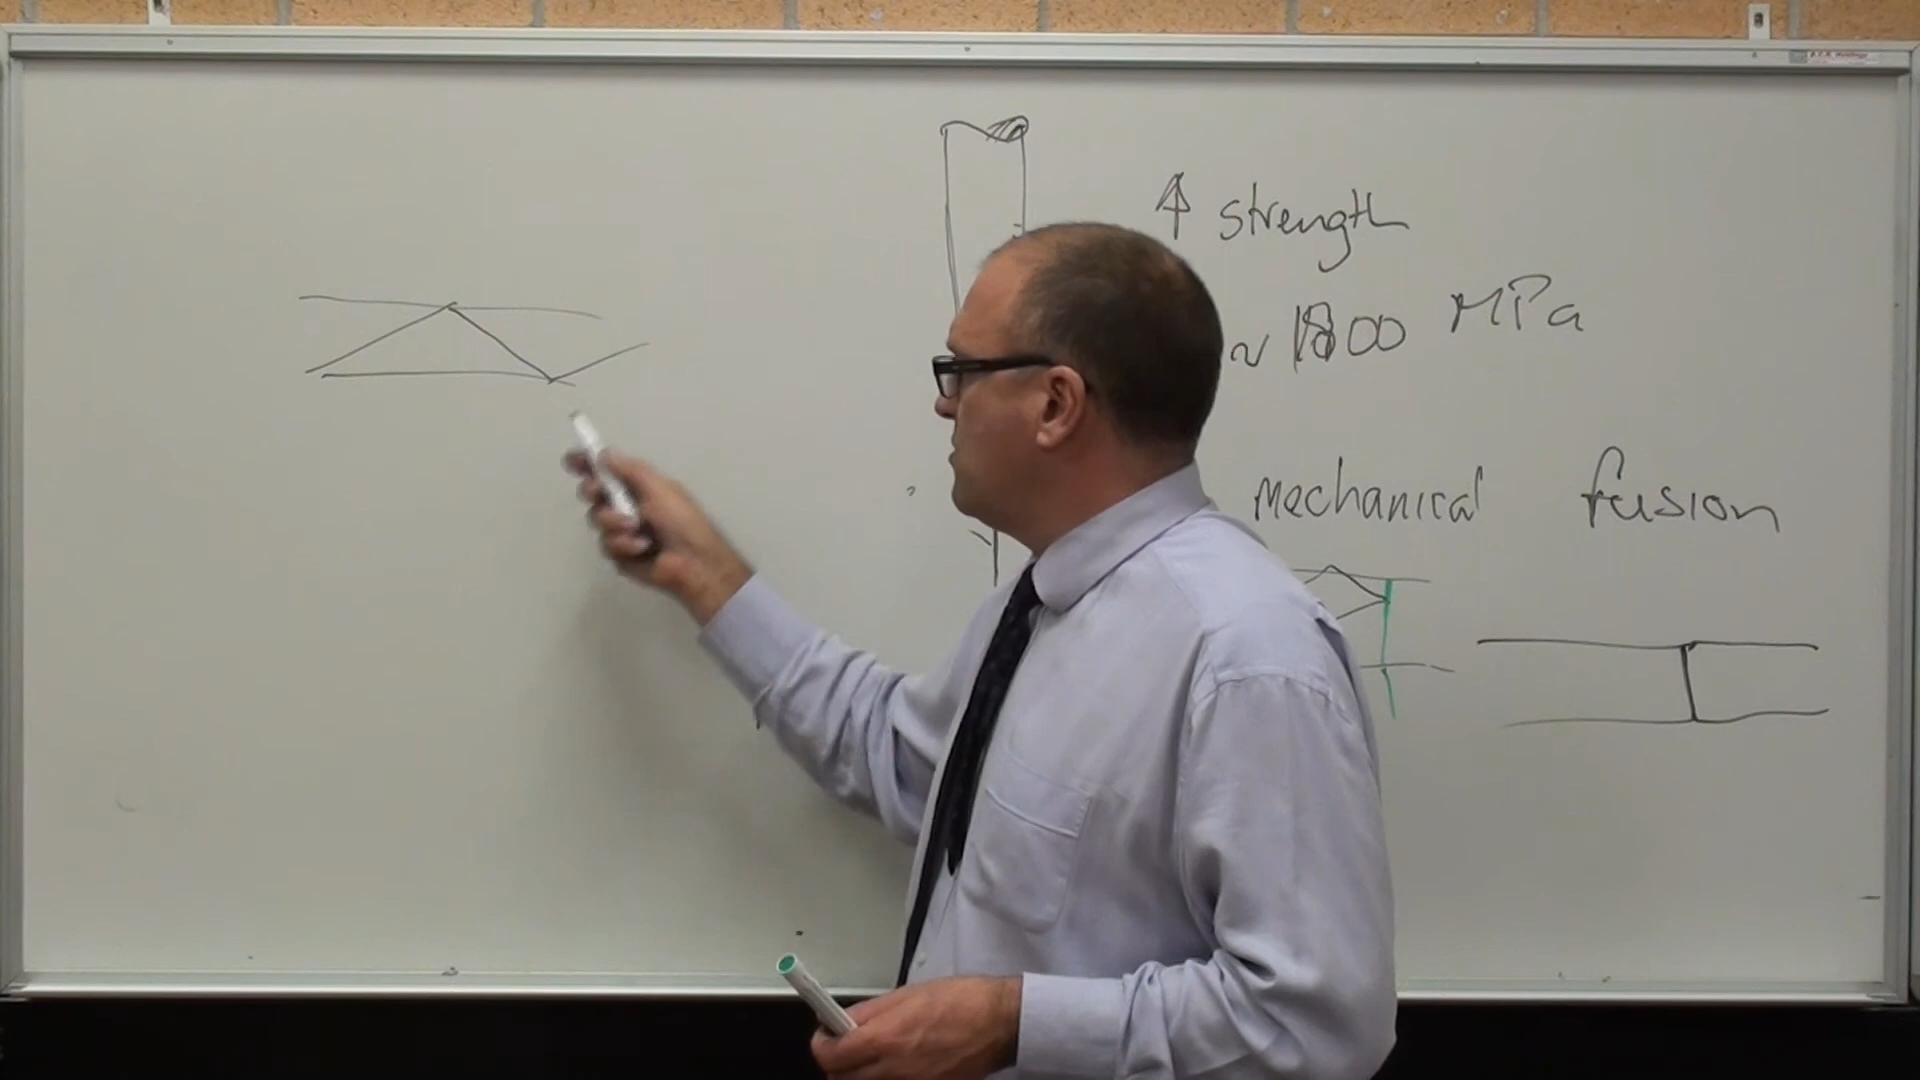 ↑ strength
~ 1800 MPa
mechanical fusion